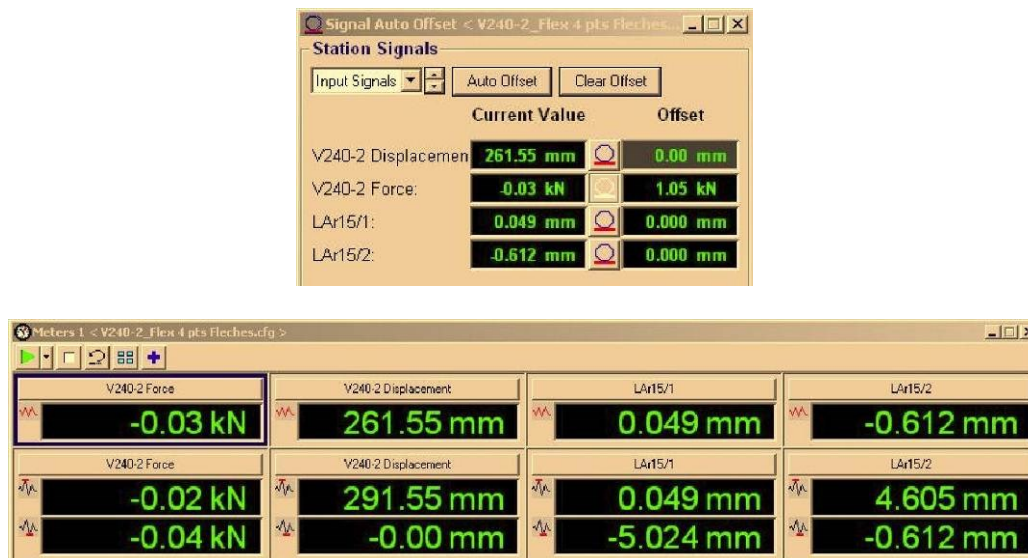 Signal Auto Offset < V240-2_Flex 4 pts Fleches...
Station Signals
Input Signals Auto Offset Clear Offset
Current Value Offset
V240-2 Displacemen 261.55 mm 0.00 mm
V240-2 Force: -0.03 kN 1.05 kN
LAr15/1: 0.049 mm 0.000 mm
LAr15/2: -0.612 mm 0.000 mm
Meters 1 < V240-2_Flex 4 pts Fleches.cfg >
V240-2 Force V240-2 Displacement LAr15/1 LAr15/2
-0.03 kN 261.55 mm 0.049 mm -0.612 mm
V240-2 Force V240-2 Displacement LAr15/1 LAr15/2
-0.02 kN 291.55 mm 0.049 mm 4.605 mm
-0.04 kN -0.00 mm -5.024 mm -0.612 mm